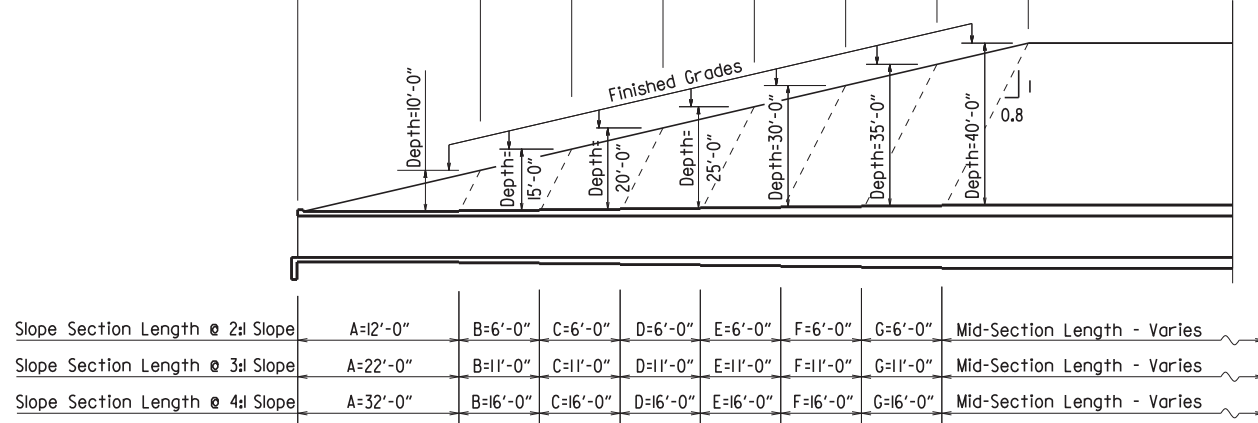 Finished Grades
Depth=10'-0"
Depth=
15'-0"
Depth=
20'-0"
Depth=
25'-0"
Depth=30'-0"
Depth=35'-0"
Depth=40'-0"
1
0.8
Slope Section Length @ 2:1 Slope A=12'-0" B=6'-0" C=6'-0" D=6'-0" E=6'-0" F=6'-0" G=6'-0" Mid-Section Length - Varies
Slope Section Length @ 3:1 Slope A=22'-0" B=11'-0" C=11'-0" D=11'-0" E=11'-0" F=11'-0" G=11'-0" Mid-Section Length - Varies
Slope Section Length @ 4:1 Slope A=32'-0" B=16'-0" C=16'-0" D=16'-0" E=16'-0" F=16'-0" G=16'-0" Mid-Section Length - Varies